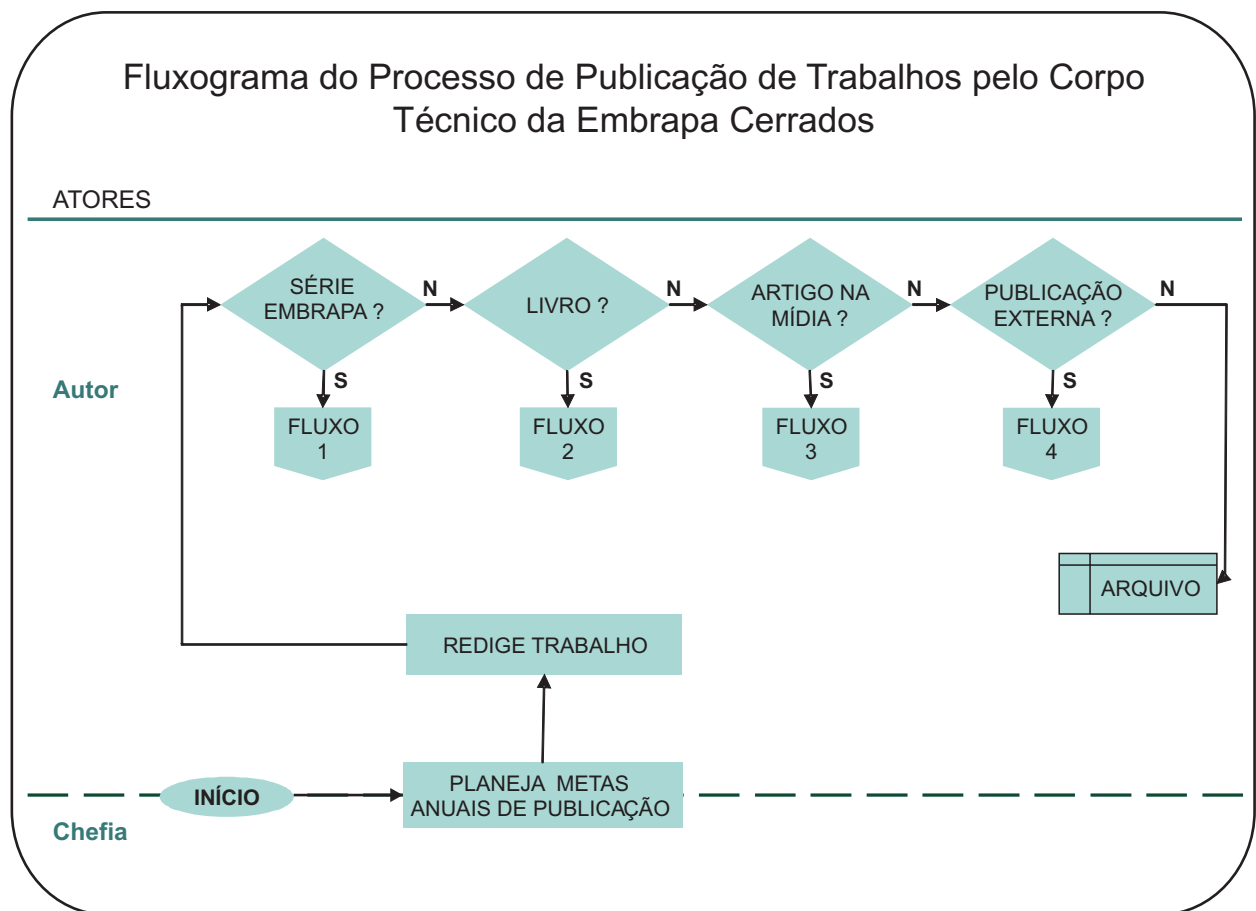 Fluxograma do Processo de Publicação de Trabalhos pelo Corpo
Técnico da Embrapa Cerrados
ATORES
SÉRIE
EMBRAPA ?
N
LIVRO ?
N
ARTIGO NA
MÍDIA ?
N
PUBLICAÇÃO
EXTERNA ?
N
Autor
S
S
S
S
FLUXO
1
FLUXO
2
FLUXO
3
FLUXO
4
ARQUIVO
REDIGE TRABALHO
INÍCIO
PLANEJA METAS
ANUAIS DE PUBLICAÇÃO
Chefia